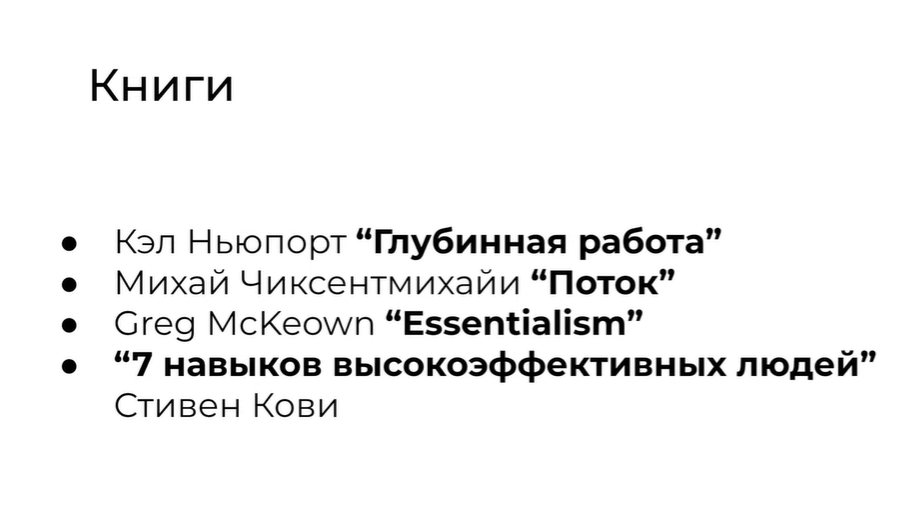 Книги
● Кэл Ньюпорт “Глубинная работа”
● Михай Чиксентмихайи “Поток”
● Greg McKeown “Essentialism”
● “7 навыков высокоэффективных людей”
Стивен Кови